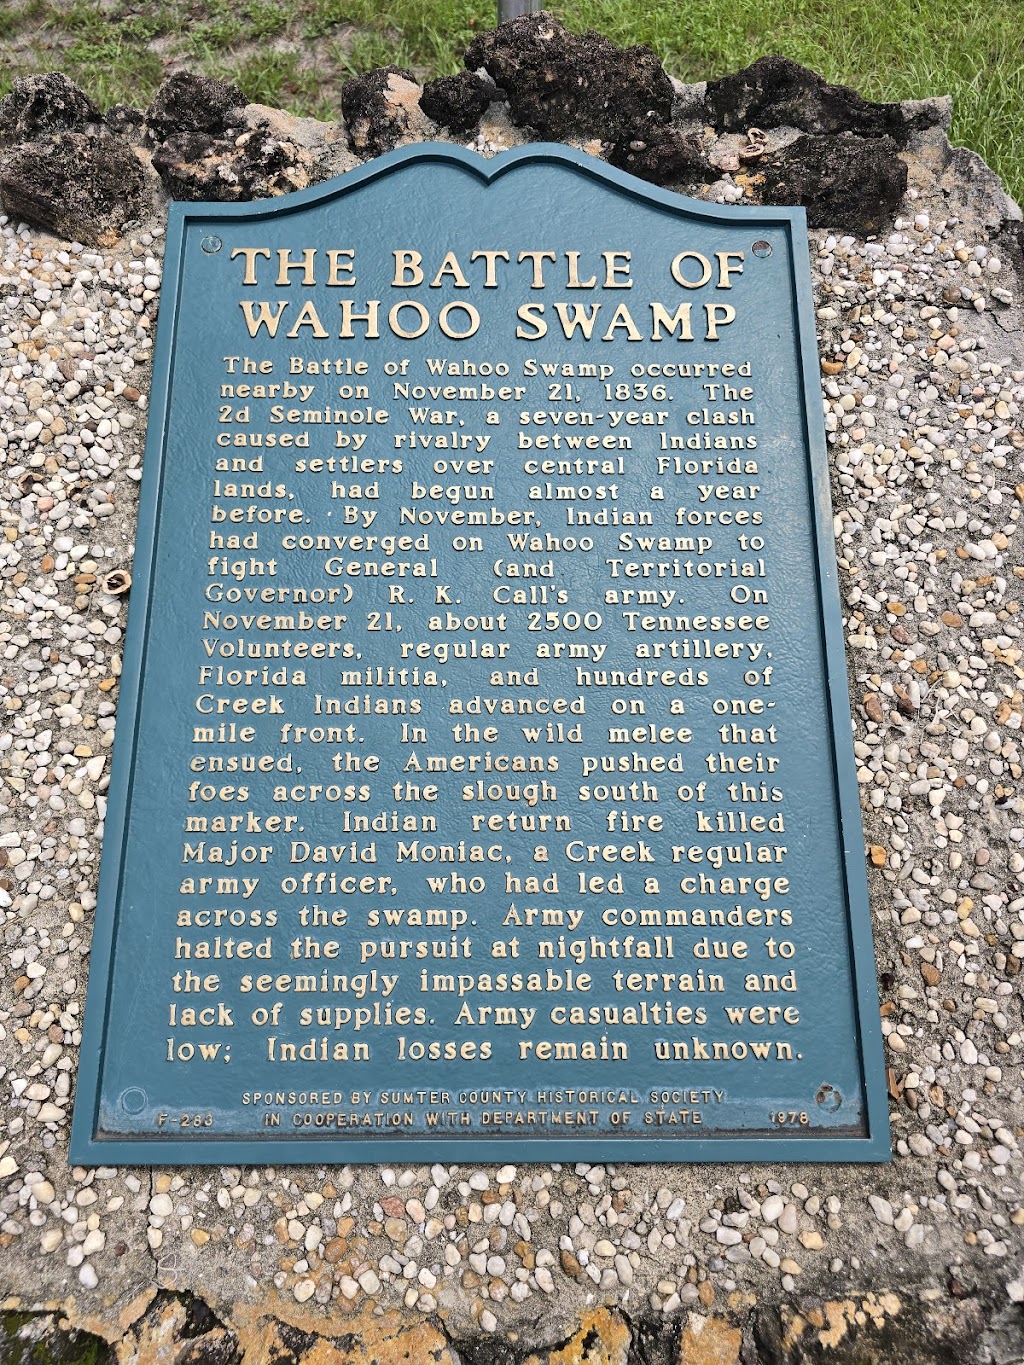 THE BATTLE OF
WAHOO SWAMP
The Battle of Wahoo Swamp occurred
nearby on November 21, 1836. The
2d Seminole War, a seven-year clash
caused by rivalry between Indians
and settlers over central Florida
lands, had begun almost a year
before. By November, Indian forces
had converged on Wahoo Swamp to
fight General (and Territorial
Governor) R. K. Call's army. On
November 21, about 2500 Tennessee
Volunteers, regular army artillery,
Florida militia, and hundreds of
Creek Indians advanced on a one-
mile front. In the wild melee that
ensued, the Americans pushed their
foes across the slough south of this
marker. Indian return fire killed
Major David Moniac, a Creek regular
army officer, who had led a charge
across the swamp. Army commanders
halted the pursuit at nightfall due to
the seemingly impassable terrain and
lack of supplies. Army casualties were
low; Indian losses remain unknown.
SPONSORED BY SUMTER COUNTY HISTORICAL SOCIETY
F-283 IN COOPERATION WITH DEPARTMENT OF STATE 1978